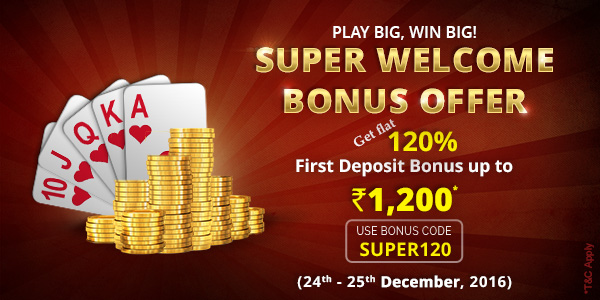 PLAY BIG, WIN BIG!
SUPER WELCOME
BONUS OFFER
Get flat 120%
First Deposit Bonus up to
₹1,200*
USE BONUS CODE
SUPER120
(24th - 25th December, 2016)
*T&C Apply
10 J Q K A